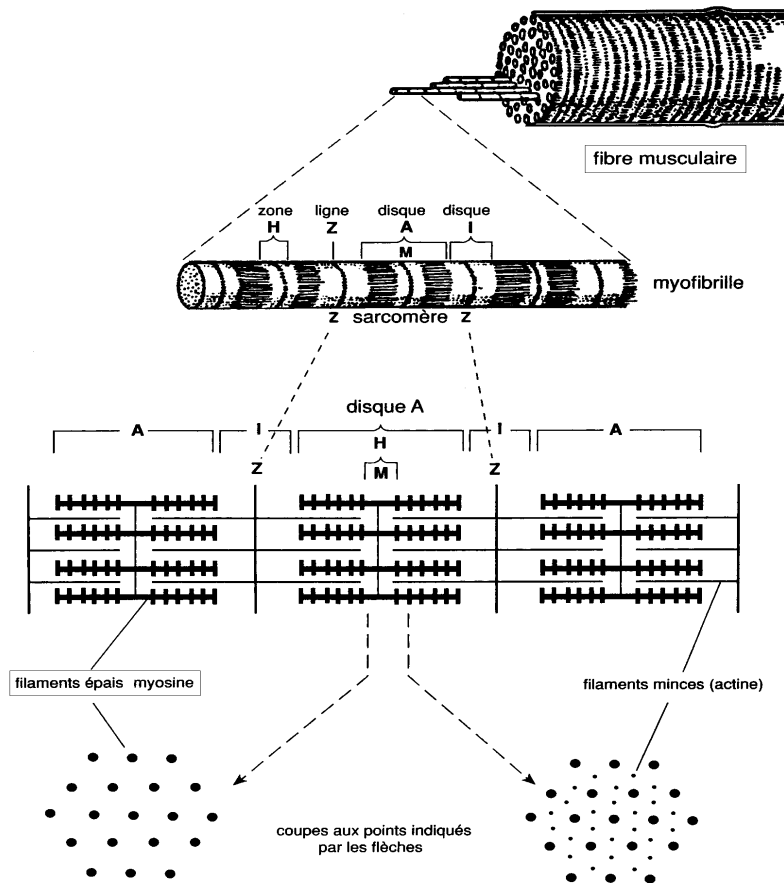 fibre musculaire
zone ligne disque disque
H Z A I
M
myofibrille
Z sarcomère Z
disque A
A I H I A
Z M Z
filaments épais myosine
filaments minces (actine)
coupes aux points indiqués
par les flèches